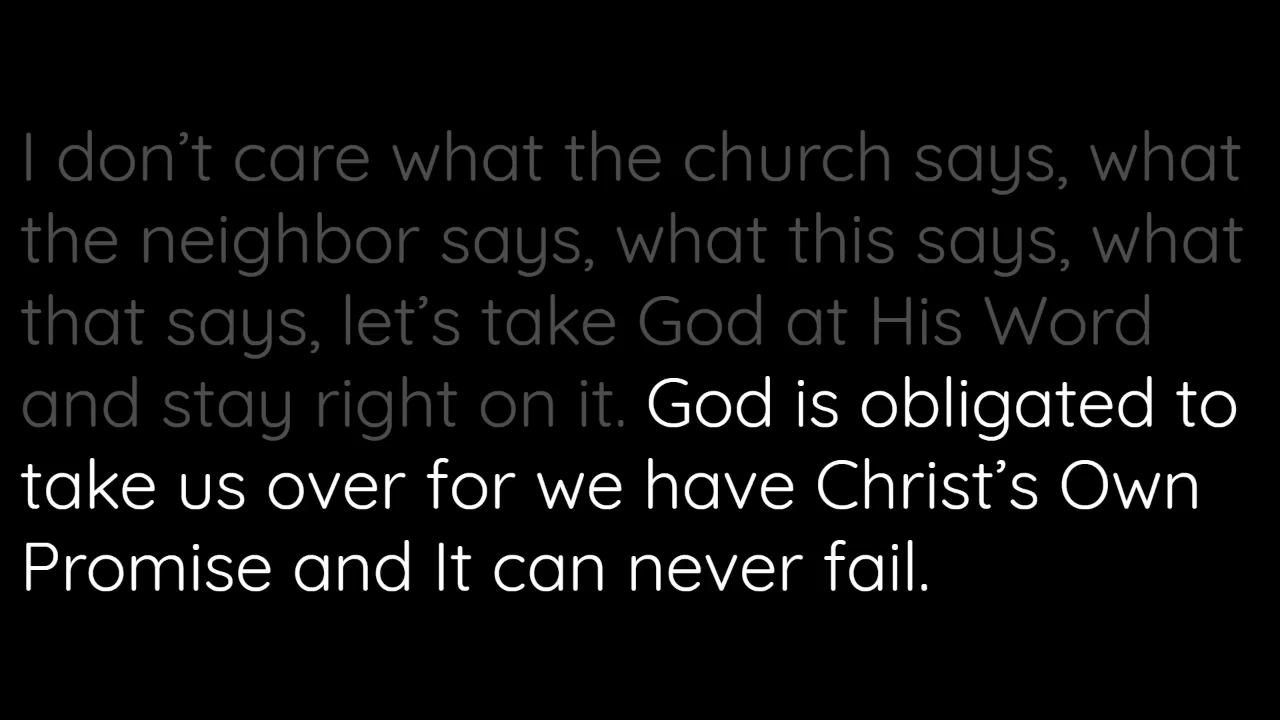 I don’t care what the church says, what
the neighbor says, what this says, what
that says, let’s take God at His Word
and stay right on it. God is obligated to
take us over for we have Christ’s Own
Promise and It can never fail.